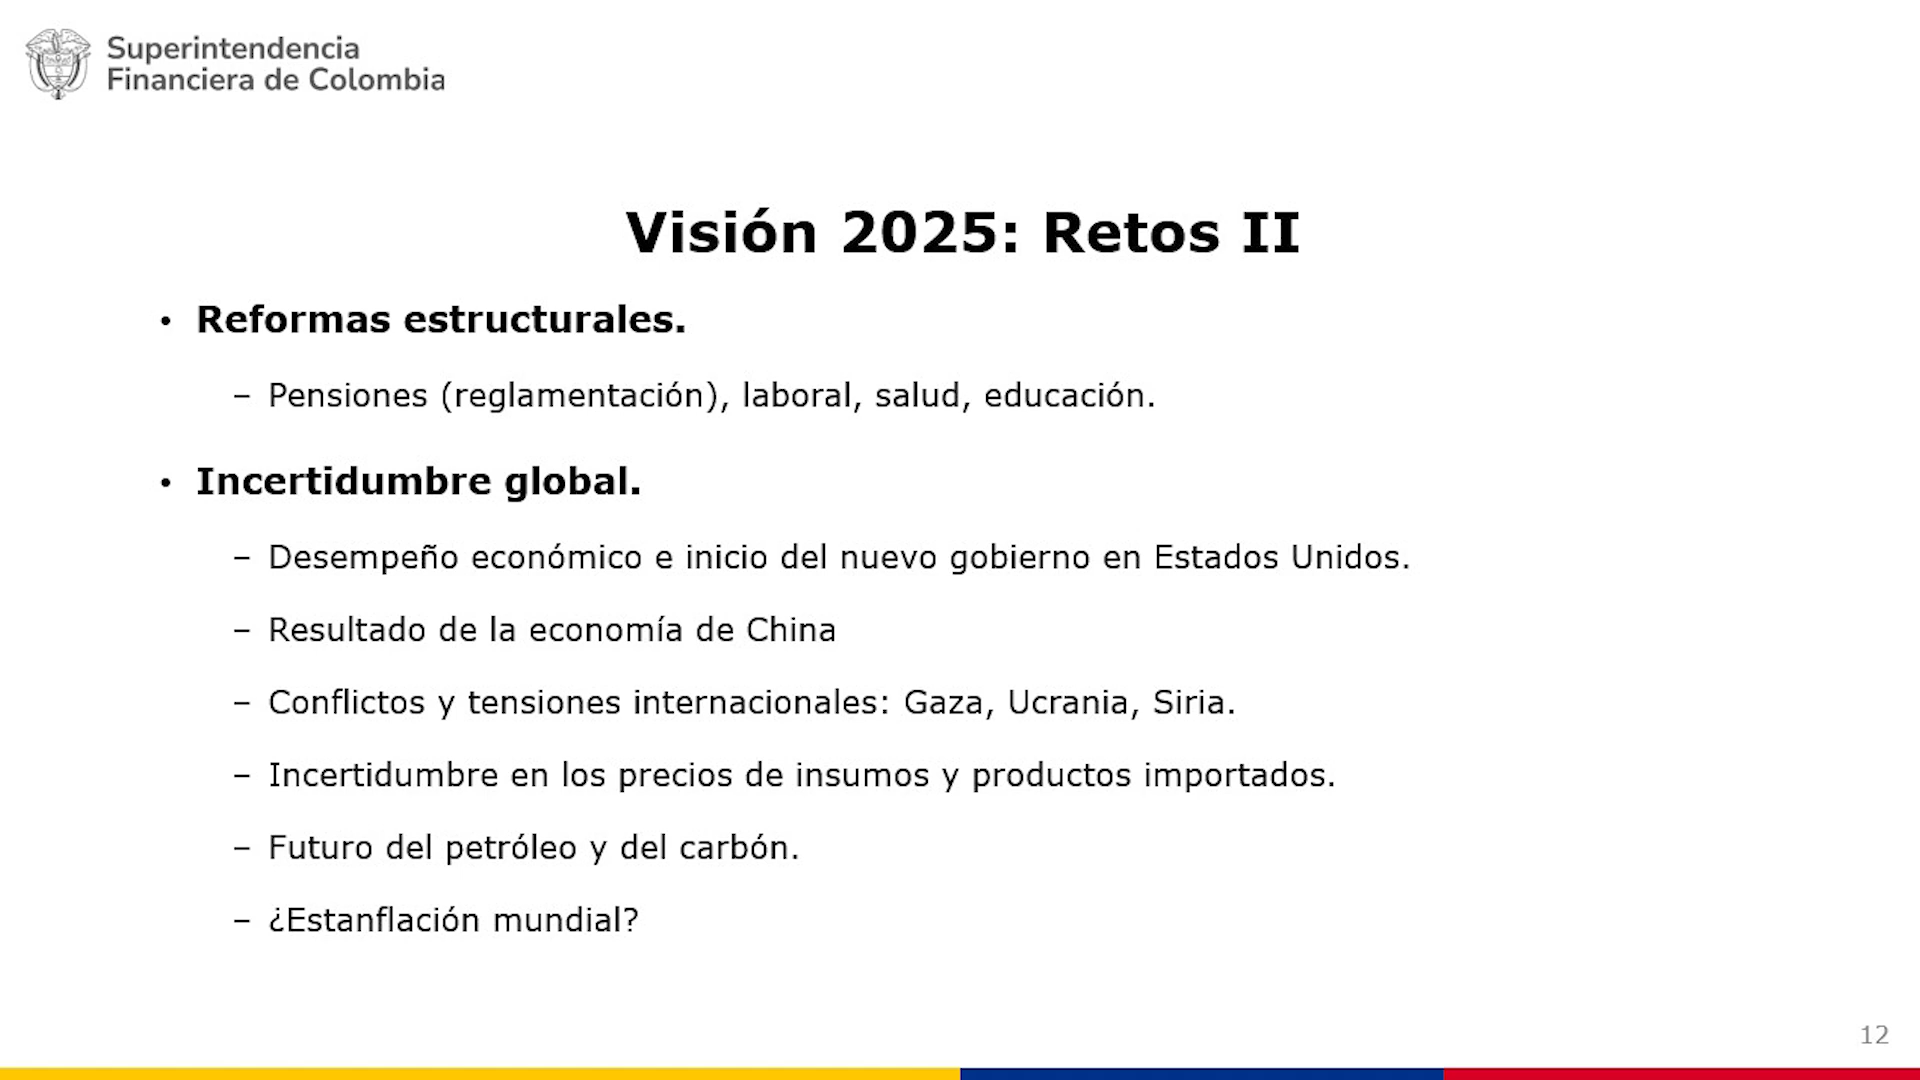 Superintendencia
Financiera de Colombia
Visión 2025: Retos II
• Reformas estructurales.
– Pensiones (reglamentación), laboral, salud, educación.
• Incertidumbre global.
– Desempeño económico e inicio del nuevo gobierno en Estados Unidos.
– Resultado de la economía de China
– Conflictos y tensiones internacionales: Gaza, Ucrania, Siria.
– Incertidumbre en los precios de insumos y productos importados.
– Futuro del petróleo y del carbón.
– ¿Estanflación mundial?
12